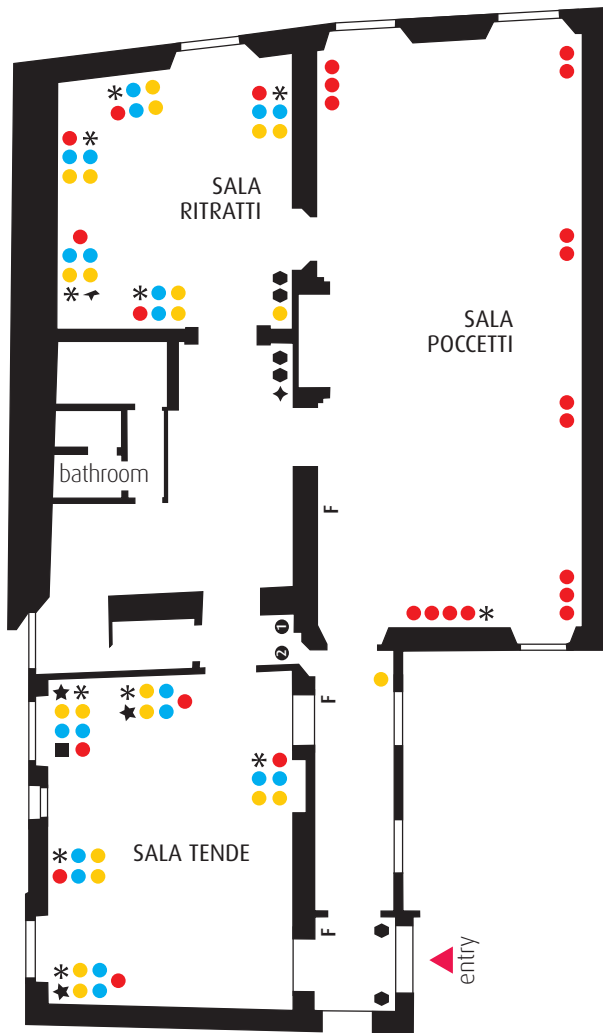 SALA
RITRATTI
SALA
POCCETTI
bathroom
F
1
2
F
SALA TENDE
F
entry